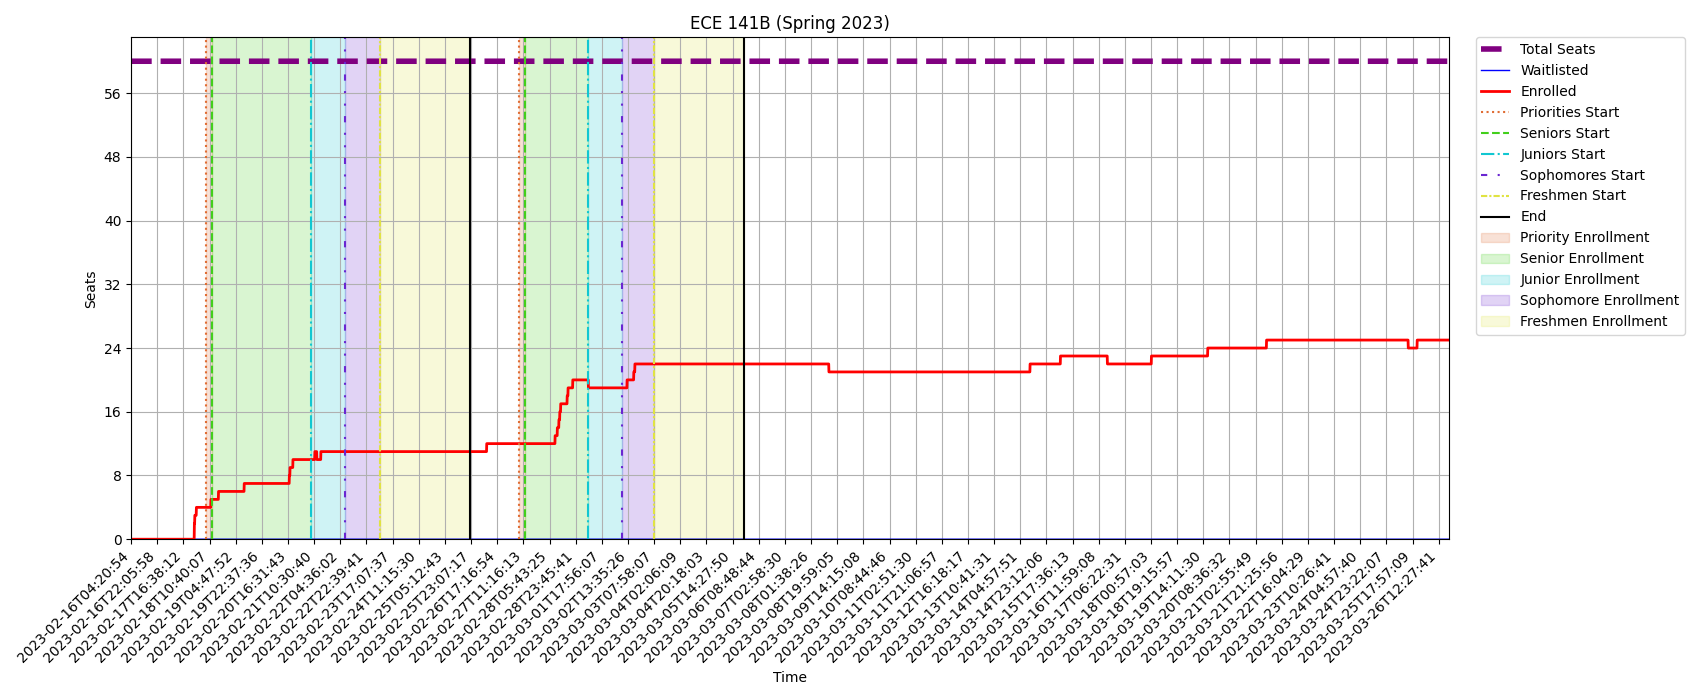 ECE 141B (Spring 2023)
Seats
56
48
40
32
24
16
8
0
2023-02-16T04:20:54
2023-02-16T22:05:58
2023-02-17T16:38:12
2023-02-18T10:40:07
2023-02-19T04:47:52
2023-02-19T22:37:36
2023-02-20T16:31:43
2023-02-21T10:30:40
2023-02-22T04:36:02
2023-02-22T22:39:41
2023-02-23T17:07:37
2023-02-24T11:15:30
2023-02-25T05:12:43
2023-02-25T23:07:17
2023-02-26T17:16:54
2023-02-27T11:16:13
2023-02-28T05:43:25
2023-02-28T23:45:41
2023-03-01T17:56:07
2023-03-02T13:35:26
2023-03-03T07:58:07
2023-03-04T02:06:09
2023-03-04T20:18:03
2023-03-05T14:27:50
2023-03-06T08:48:44
2023-03-07T02:58:30
2023-03-08T01:38:26
2023-03-08T19:59:05
2023-03-09T14:15:08
2023-03-10T08:44:46
2023-03-11T02:51:30
2023-03-11T21:06:57
2023-03-12T16:18:17
2023-03-13T10:41:31
2023-03-14T04:57:51
2023-03-14T23:12:06
2023-03-15T17:36:13
2023-03-16T11:59:08
2023-03-17T06:22:31
2023-03-18T00:57:03
2023-03-18T19:15:57
2023-03-19T14:11:30
2023-03-20T08:36:32
2023-03-21T02:55:49
2023-03-21T21:25:56
2023-03-22T16:04:29
2023-03-23T10:26:41
2023-03-24T04:57:40
2023-03-24T23:22:07
2023-03-25T17:57:09
2023-03-26T12:27:41
Time
Total Seats
Waitlisted
Enrolled
Priorities Start
Seniors Start
Juniors Start
Sophomores Start
Freshmen Start
End
Priority Enrollment
Senior Enrollment
Junior Enrollment
Sophomore Enrollment
Freshmen Enrollment